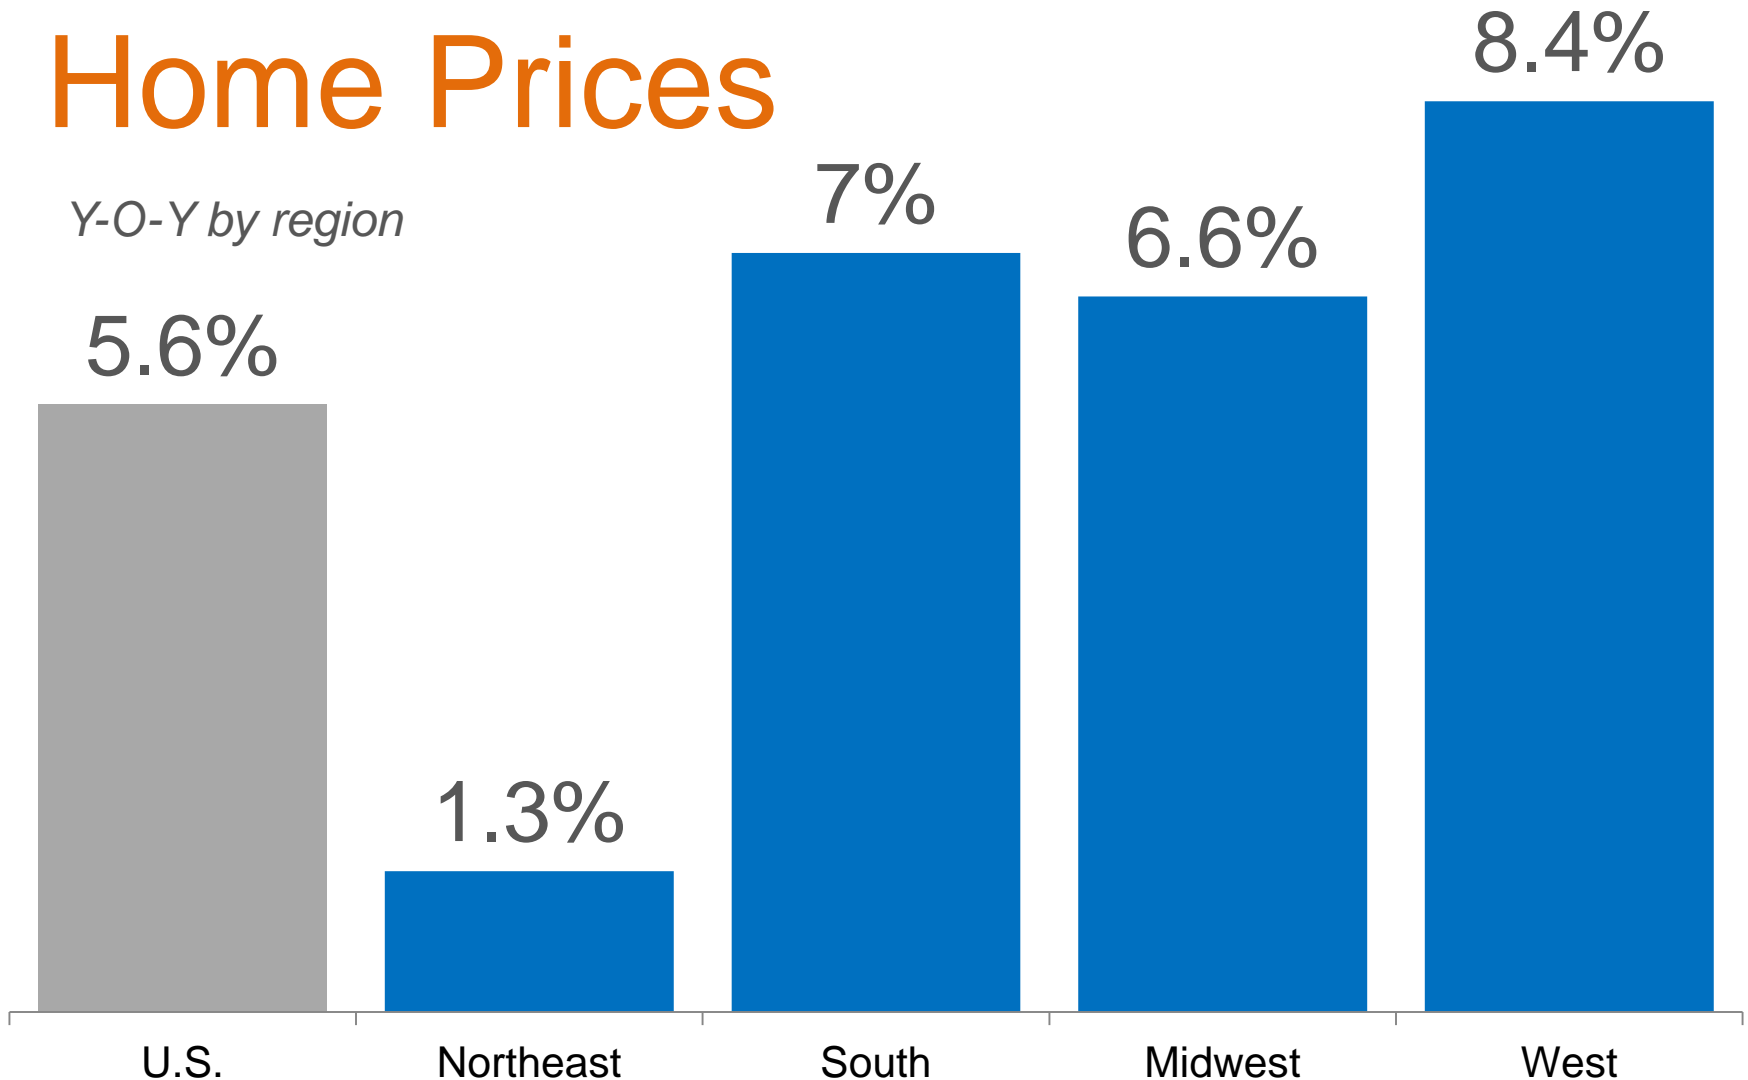 Home Prices
Y-O-Y by region
5.6%
1.3%
7%
6.6%
8.4%
U.S.
Northeast
South
Midwest
West